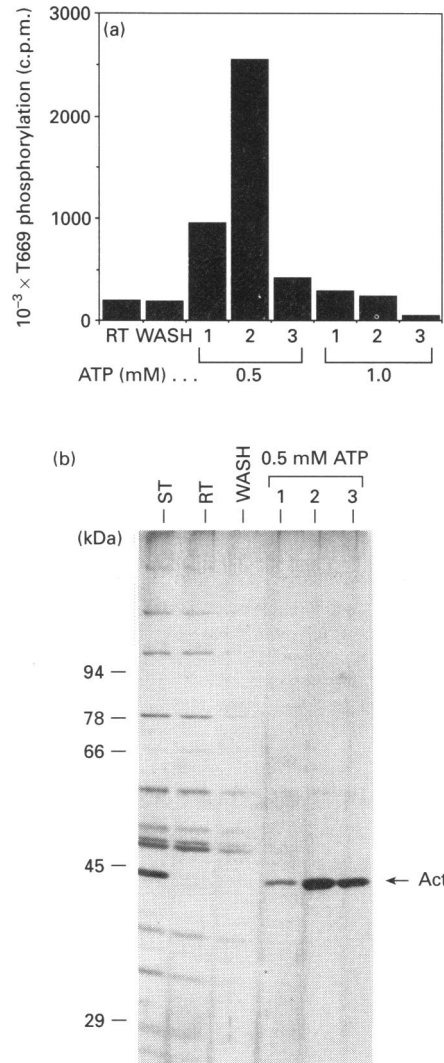 (a)
10⁻³ × T669 phosphorylation (c.p.m.)
3000
2000
1000
0
RT WASH 1 2 3 1 2 3
ATP (mM) . . . 0.5 1.0
(b)
ST RT WASH 0.5 mM ATP
1 2 3
(kDa)
94
78
66
45
← Act
29